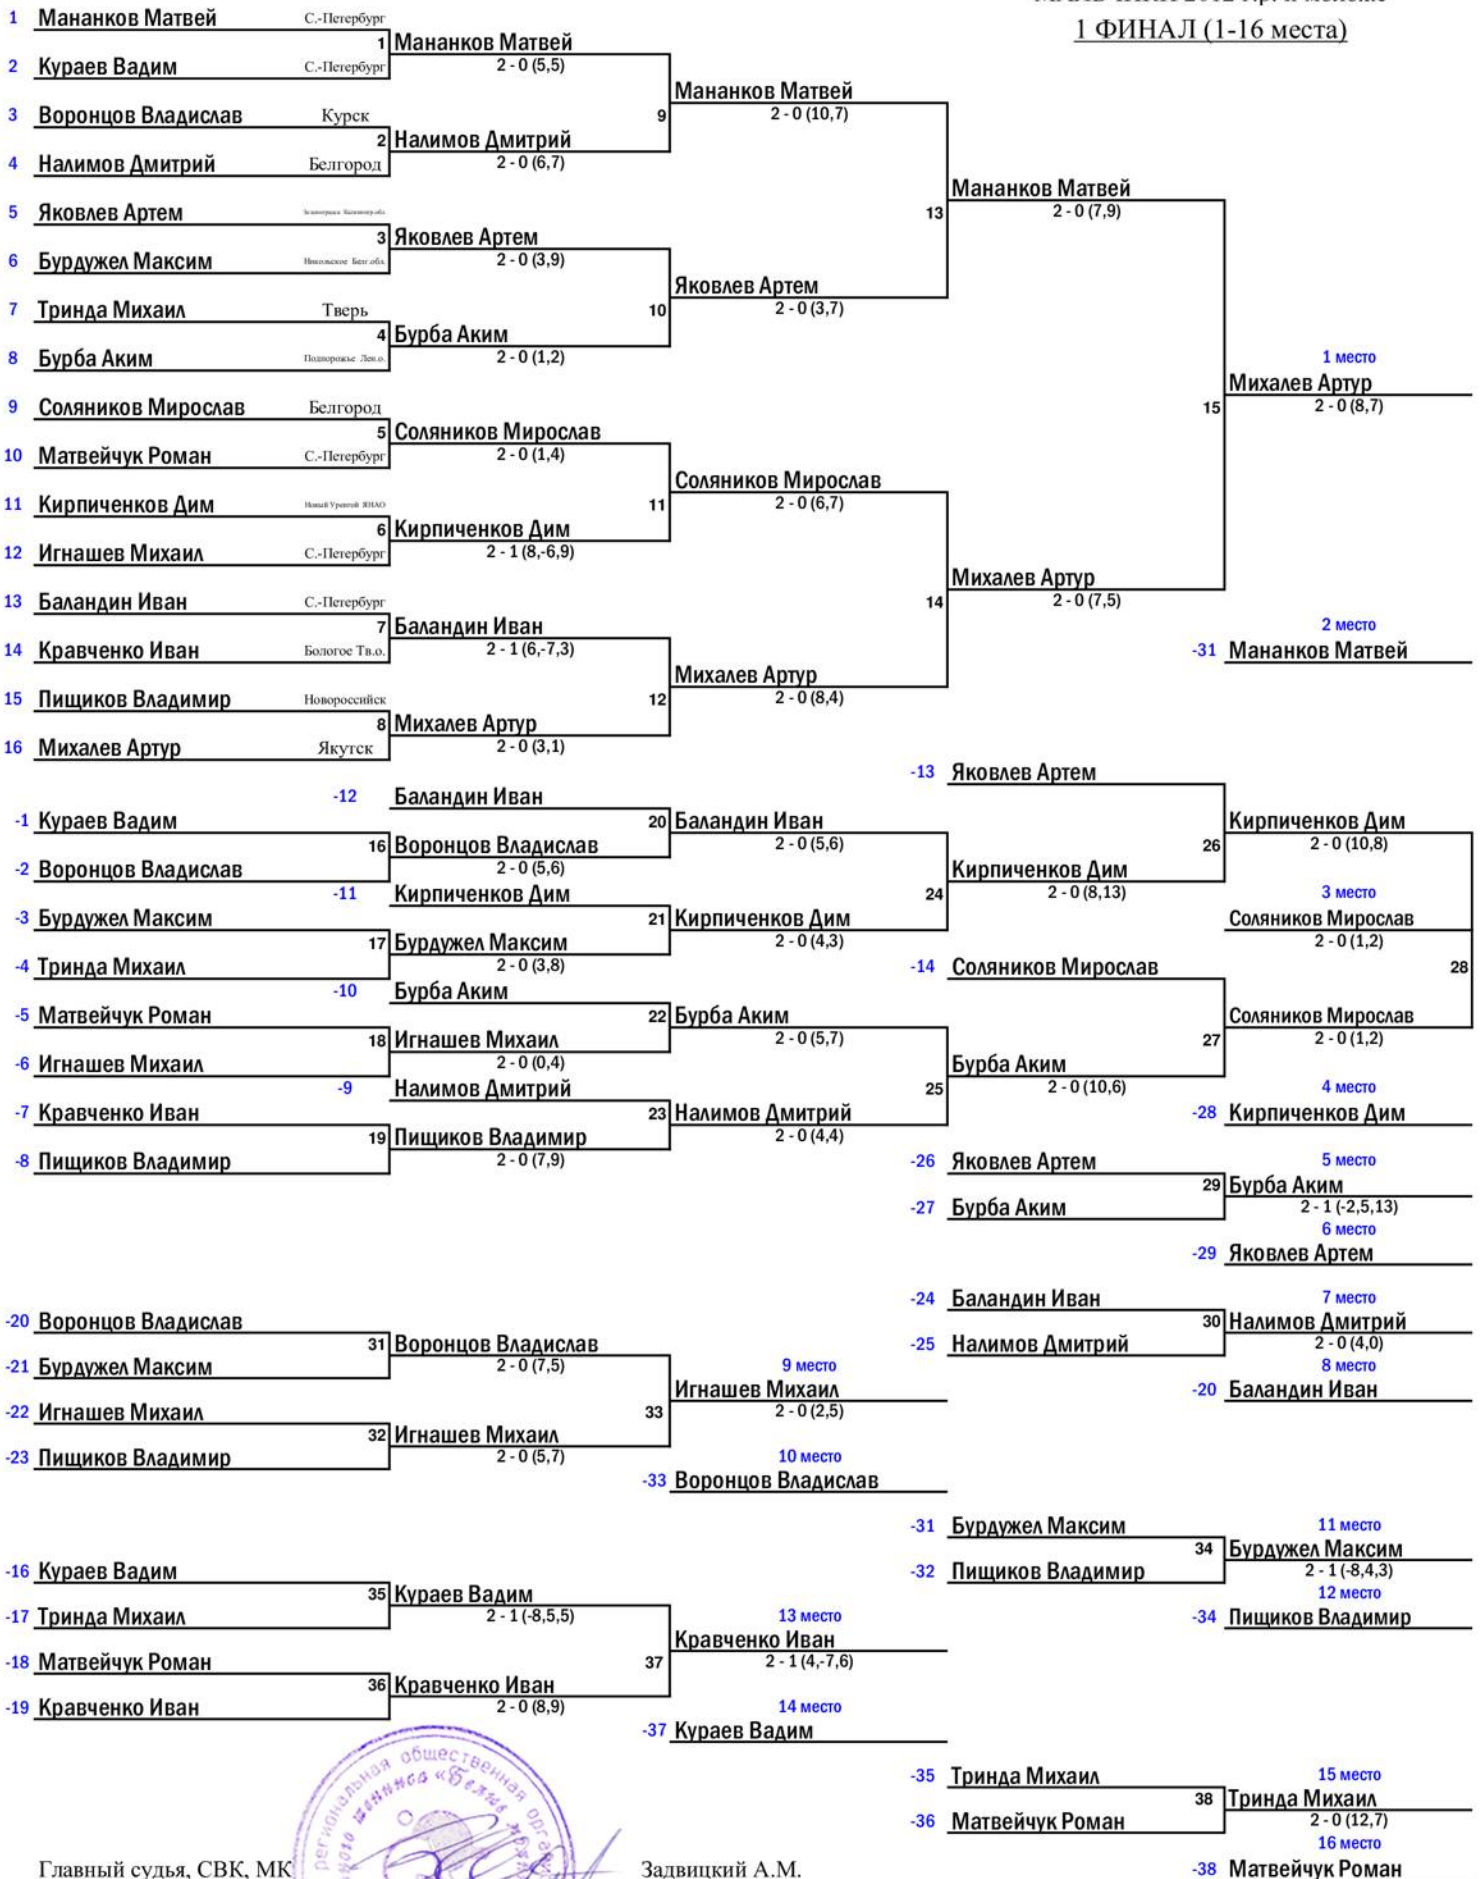 1 ФИНАЛ (1-16 места)
1 Мананков Матвей С.-Петербург
1 Мананков Матвей
2 Кураев Вадим С.-Петербург
2 - 0 (5,5)
Мананков Матвей
9 2 - 0 (10,7)
3 Воронцов Владислав Курск
2 Налимов Дмитрий
4 Налимов Дмитрий Белгород
2 - 0 (6,7)
Мананков Матвей
13 2 - 0 (7,9)
5 Яковлев Артем
3 Яковлев Артем
6 Бурдужел Максим Никольское Белг.обл.
2 - 0 (3,9)
Яковлев Артем
10 2 - 0 (3,7)
7 Тринда Михаил Тверь
4 Бурба Аким
8 Бурба Аким Подпорожье Лен.о.
2 - 0 (1,2)
1 место
Михалев Артур
15 2 - 0 (8,7)
9 Соляников Мирослав Белгород
5 Соляников Мирослав
10 Матвейчук Роман С.-Петербург
2 - 0 (1,4)
Соляников Мирослав
11 2 - 0 (6,7)
11 Кирпиченков Дим Новый Уренгой ЯНАО
6 Кирпиченков Дим
12 Игнашев Михаил С.-Петербург
2 - 1 (8,-6,9)
Михалев Артур
14 2 - 0 (7,5)
13 Баландин Иван С.-Петербург
7 Баландин Иван
14 Кравченко Иван Бологое Тв.о.
2 - 1 (6,-7,3)
2 место
-31 Мананков Матвей
Михалев Артур
12 2 - 0 (8,4)
15 Пищиков Владимир Новороссийск
8 Михалев Артур
16 Михалев Артур Якутск
2 - 0 (3,1)
-13 Яковлев Артем
-12 Баландин Иван
-1 Кураев Вадим
20 Баландин Иван
2 - 0 (5,6)
Кирпиченков Дим
26 2 - 0 (10,8)
16 Воронцов Владислав
2 - 0 (5,6)
-2 Воронцов Владислав
Кирпиченков Дим
24 2 - 0 (8,13)
-11 Кирпиченков Дим
3 место
Соляников Мирослав
2 - 0 (1,2)
-3 Бурдужел Максим
21 Кирпиченков Дим
2 - 0 (4,3)
17 Бурдужел Максим
2 - 0 (3,8)
-4 Тринда Михаил
-14 Соляников Мирослав
28
-10 Бурба Аким
-5 Матвейчук Роман
22 Бурба Аким
2 - 0 (5,7)
Соляников Мирослав
27 2 - 0 (1,2)
18 Игнашев Михаил
2 - 0 (0,4)
-6 Игнашев Михаил
Бурба Аким
25 2 - 0 (10,6)
-9 Налимов Дмитрий
4 место
-28 Кирпиченков Дим
-7 Кравченко Иван
23 Налимов Дмитрий
2 - 0 (4,4)
19 Пищиков Владимир
2 - 0 (7,9)
-8 Пищиков Владимир
-26 Яковлев Артем
5 место
29 Бурба Аким
2 - 1 (-2,5,13)
-27 Бурба Аким
6 место
-29 Яковлев Артем
-24 Баландин Иван
7 место
30 Налимов Дмитрий
2 - 0 (4,0)
-25 Налимов Дмитрий
8 место
-20 Баландин Иван
-20 Воронцов Владислав
31 Воронцов Владислав
2 - 0 (7,5)
-21 Бурдужел Максим
9 место
Игнашев Михаил
33 2 - 0 (2,5)
-22 Игнашев Михаил
32 Игнашев Михаил
2 - 0 (5,7)
-23 Пищиков Владимир
10 место
-33 Воронцов Владислав
-31 Бурдужел Максим
11 место
34 Бурдужел Максим
2 - 1 (-8,4,3)
-32 Пищиков Владимир
12 место
-34 Пищиков Владимир
-16 Кураев Вадим
35 Кураев Вадим
2 - 1 (-8,5,5)
-17 Тринда Михаил
13 место
Кравченко Иван
37 2 - 1 (4,-7,6)
-18 Матвейчук Роман
36 Кравченко Иван
2 - 0 (8,9)
-19 Кравченко Иван
14 место
-37 Кураев Вадим
-35 Тринда Михаил
15 место
38 Тринда Михаил
2 - 0 (12,7)
-36 Матвейчук Роман
16 место
-38 Матвейчук Роман
региональная общественная
Главный судья, СВК, МК Задвицкий А.М.